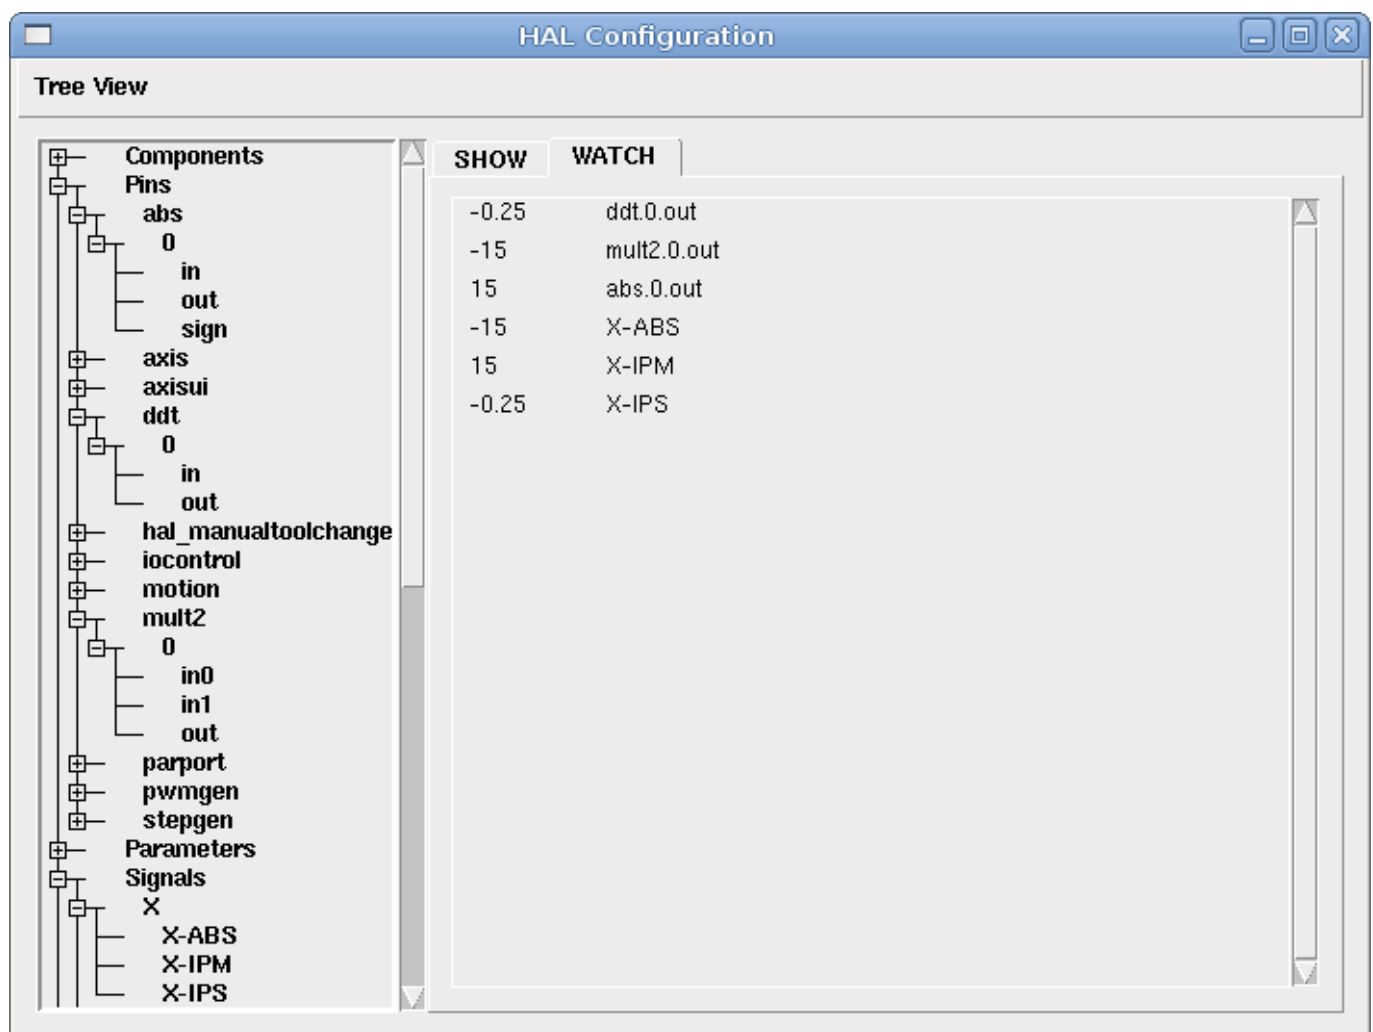 HAL Configuration
Tree View
Components
Pins
abs
0
in
out
sign
axis
axisui
ddt
0
in
out
hal_manualtoolchange
iocontrol
motion
mult2
0
in0
in1
out
parport
pwmgen
stepgen
Parameters
Signals
X
X-ABS
X-IPM
X-IPS
SHOW WATCH
-0.25 ddt.0.out
-15 mult2.0.out
15 abs.0.out
-15 X-ABS
15 X-IPM
-0.25 X-IPS